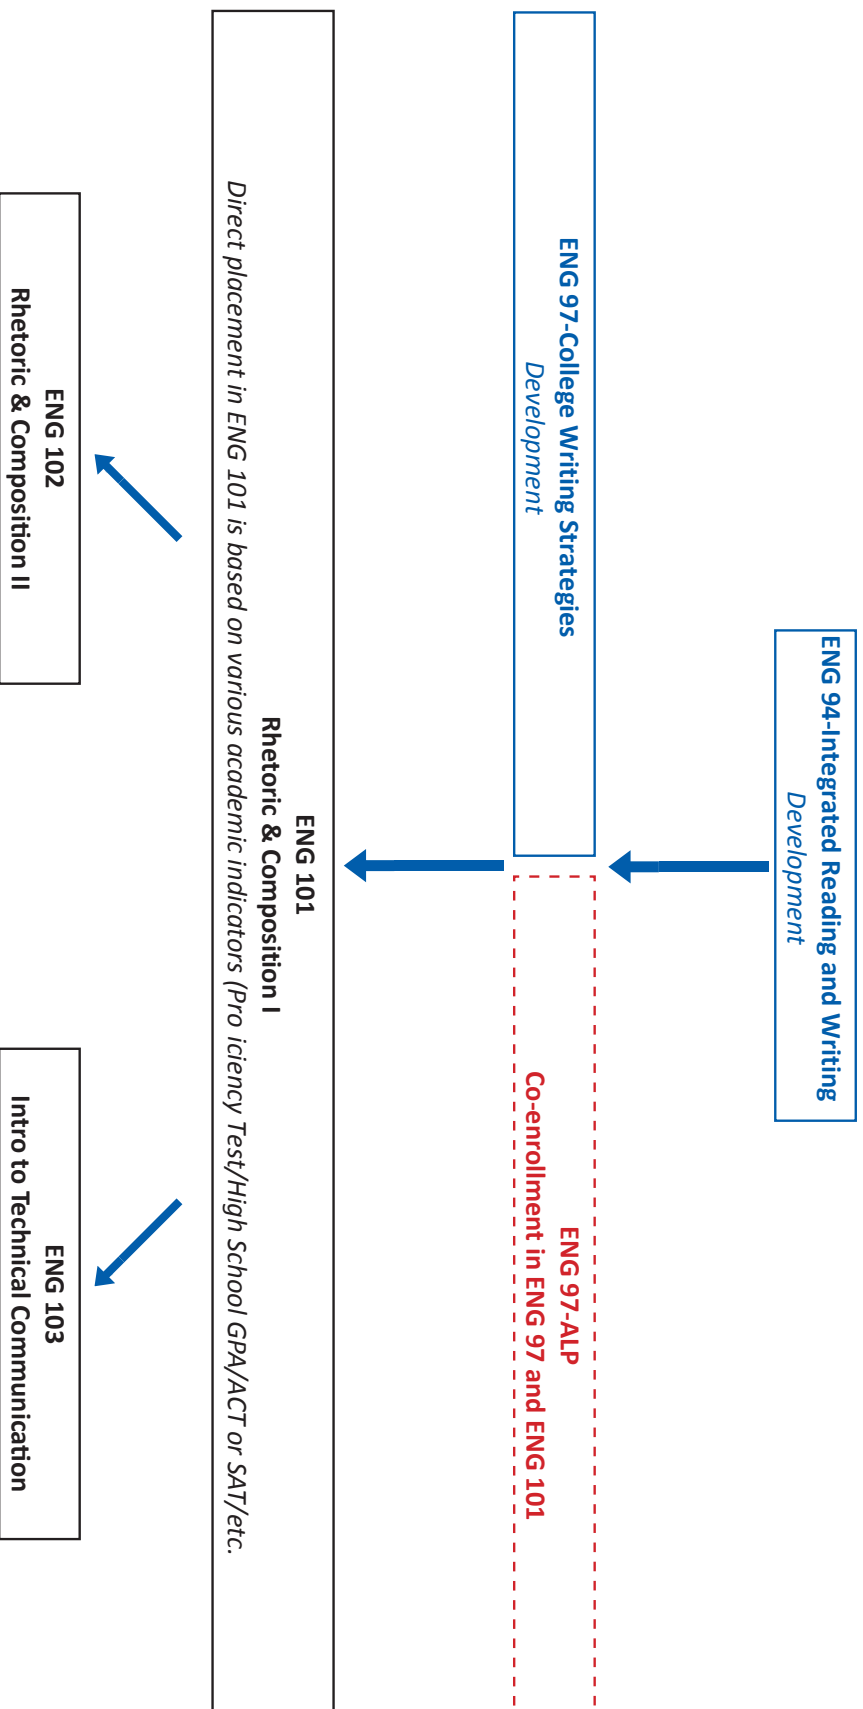 ENG 94-Integrated Reading and Writing
Development
ENG 97-College Writing Strategies
Development
ENG 97-ALP
Co-enrollment in ENG 97 and ENG 101
ENG 101
Rhetoric & Composition I
Direct placement in ENG 101 is based on various academic indicators (Pro iciency Test/High School GPA/ACT or SAT/etc.
ENG 102
Rhetoric & Composition II
ENG 103
Intro to Technical Communication